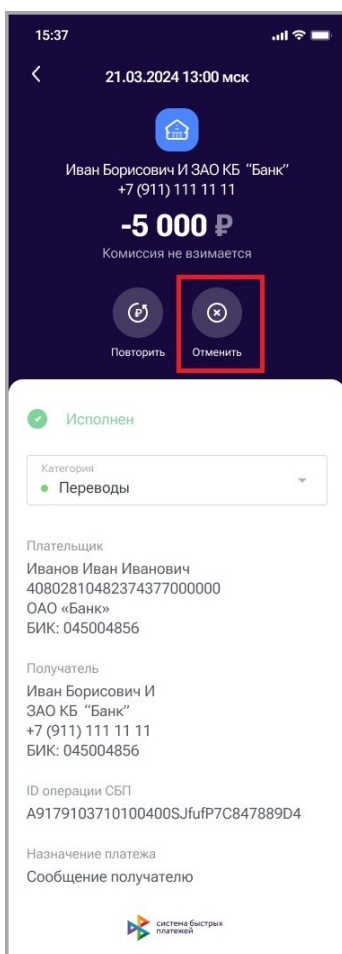 15:37
21.03.2024 13:00 мск
Иван Борисович И ЗАО КБ “Банк”
+7 (911) 111 11 11
-5 000 ₽
Комиссия не взимается
Повторить Отменить
Исполнен
Категория
Переводы
Плательщик
Иванов Иван Иванович
40802810482374377000000
ОАО «Банк»
БИК: 045004856
Получатель
Иван Борисович И
ЗАО КБ “Банк”
+7 (911) 111 11 11
БИК: 045004856
ID операции СБП
A9179103710100400SJfufP7C847889D4
Назначение платежа
Сообщение получателю
система быстрых
платежей